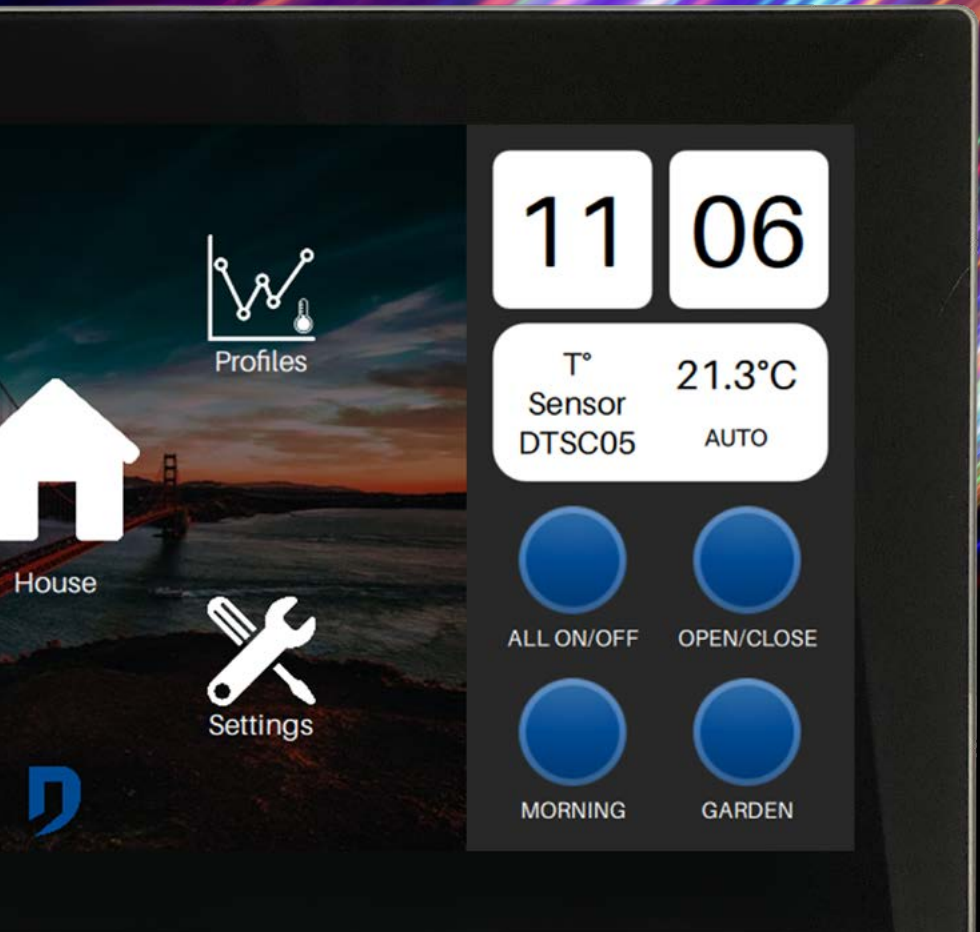 Profiles
House
Settings
11 06
T°
Sensor
DTSC05
21.3°C
AUTO
ALL ON/OFF OPEN/CLOSE
MORNING GARDEN